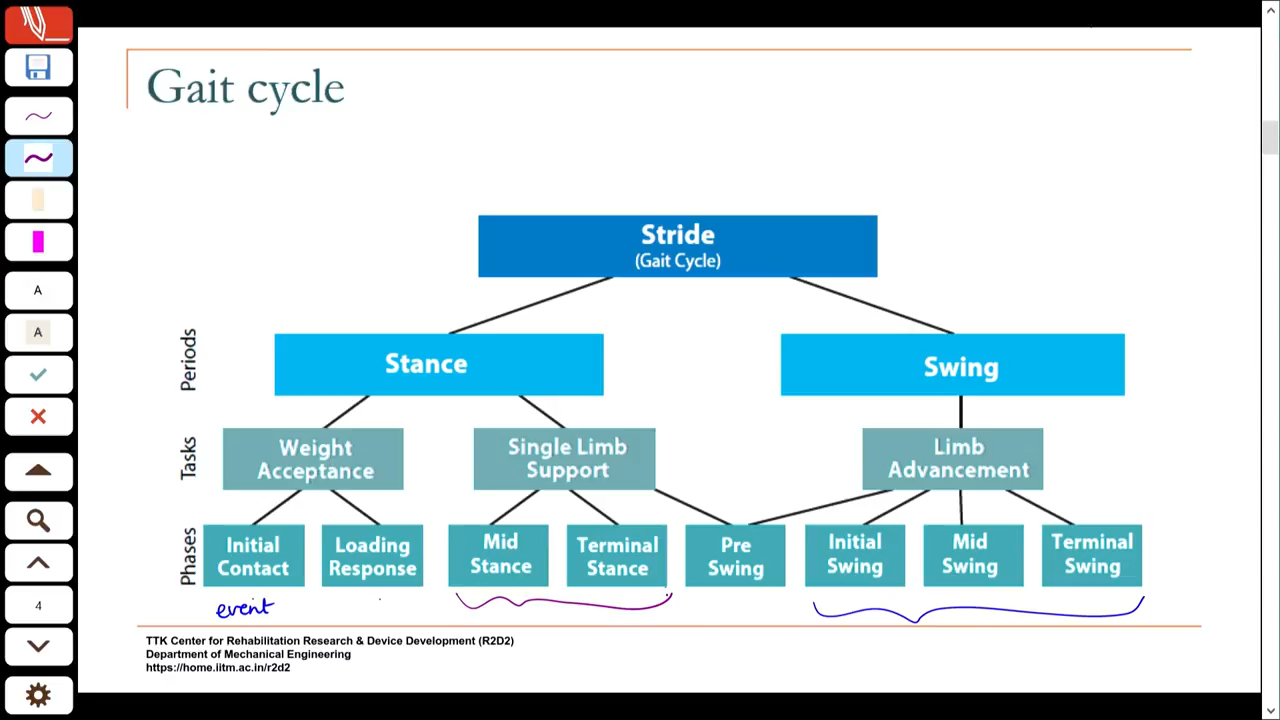 Gait cycle
Stride
(Gait Cycle)
Periods
Stance
Swing
Tasks
Weight
Acceptance
Single Limb
Support
Limb
Advancement
Phases
Initial
Contact
Loading
Response
Mid
Stance
Terminal
Stance
Pre
Swing
Initial
Swing
Mid
Swing
Terminal
Swing
event
TTK Center for Rehabilitation Research & Device Development (R2D2)
Department of Mechanical Engineering
https://home.iitm.ac.in/r2d2
A
A
4